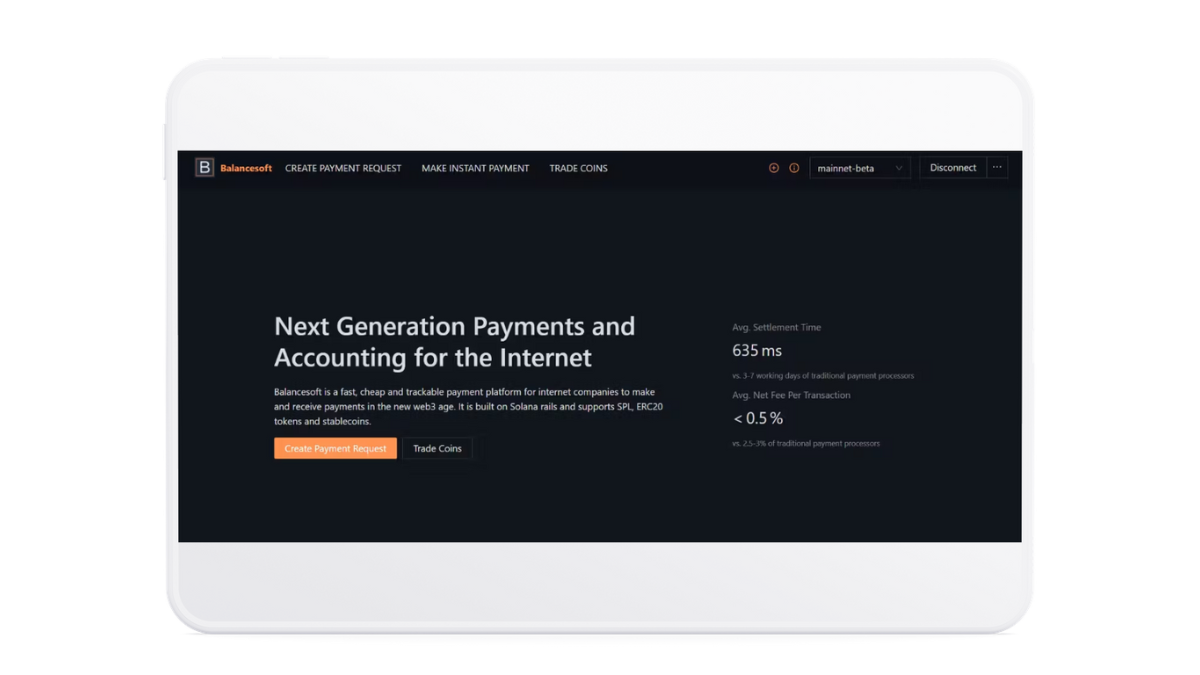 B Balancesoft CREATE PAYMENT REQUEST MAKE INSTANT PAYMENT TRADE COINS mainnet-beta Disconnect ...
Next Generation Payments and
Accounting for the Internet
Balancesoft is a fast, cheap and trackable payment platform for internet companies to make
and receive payments in the new web3 age. It is built on Solana rails and supports SPL, ERC20
tokens and stablecoins.
Create Payment Request Trade Coins
Avg. Settlement Time
635 ms
vs. 3-7 working days of traditional payment processors
Avg. Net Fee Per Transaction
< 0.5 %
vs. 2.5-3% of traditional payment processors